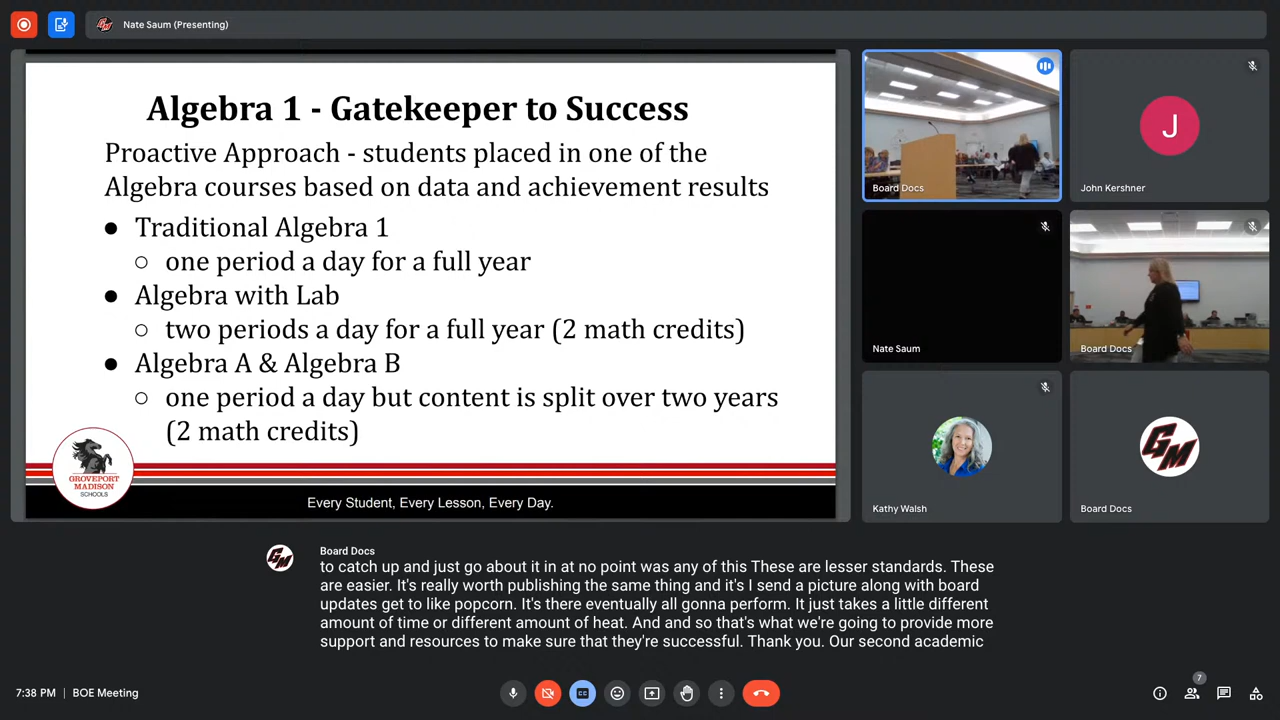 Nate Saum (Presenting)
Algebra 1 - Gatekeeper to Success
Proactive Approach - students placed in one of the
Algebra courses based on data and achievement results
● Traditional Algebra 1
○ one period a day for a full year
● Algebra with Lab
○ two periods a day for a full year (2 math credits)
● Algebra A & Algebra B
○ one period a day but content is split over two years
(2 math credits)
GROVEPORT
MADISON
SCHOOLS
Every Student, Every Lesson, Every Day.
Board Docs
J
John Kershner
Nate Saum
Board Docs
Kathy Walsh
GM
Board Docs
Board Docs
to catch up and just go about it in at no point was any of this These are lesser standards. These
are easier. It's really worth publishing the same thing and it's I send a picture along with board
updates get to like popcorn. It's there eventually all gonna perform. It just takes a little different
amount of time or different amount of heat. And and so that's what we're going to provide more
support and resources to make sure that they're successful. Thank you. Our second academic
7:38 PM | BOE Meeting
CC
7